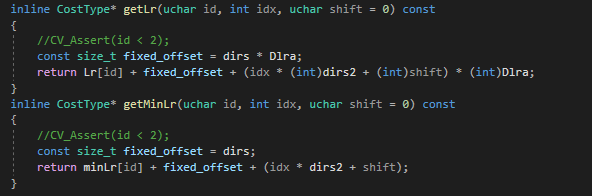 inline CostType* getLr(uchar id, int idx, uchar shift = 0) const
{
    //CV_Assert(id < 2);
    const size_t fixed_offset = dirs * Dlra;
    return Lr[id] + fixed_offset + (idx * (int)dirs2 + (int)shift) * (int)Dlra;
}
inline CostType* getMinLr(uchar id, int idx, uchar shift = 0) const
{
    //CV_Assert(id < 2);
    const size_t fixed_offset = dirs;
    return minLr[id] + fixed_offset + (idx * dirs2 + shift);
}